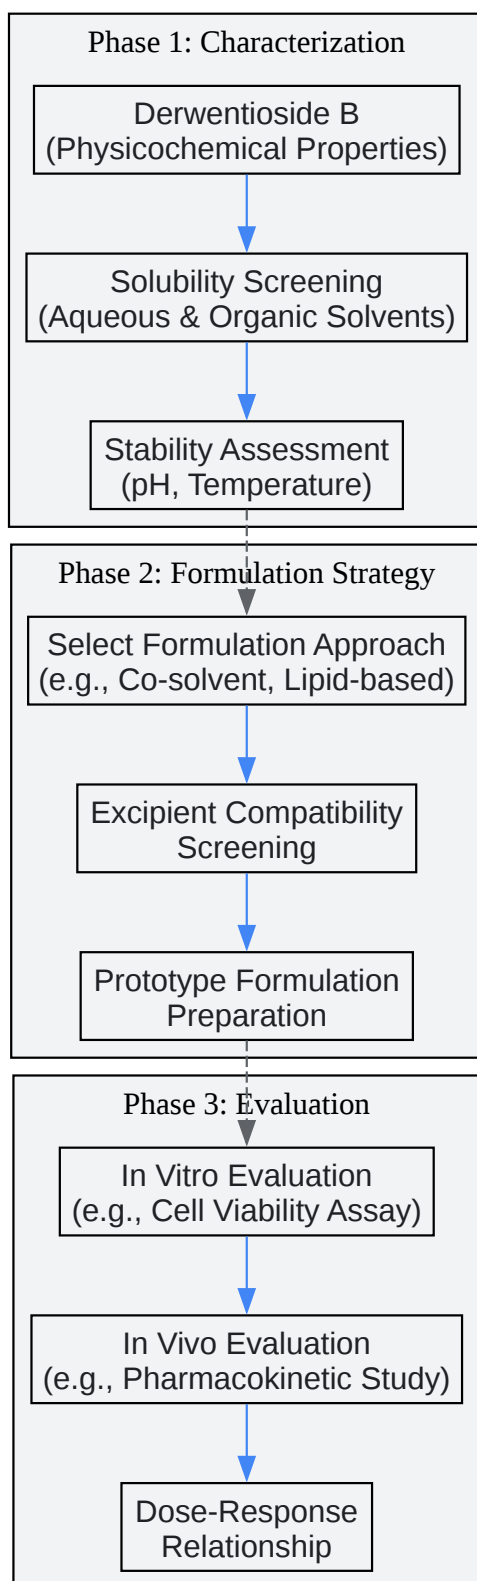 Phase 1: Characterization
Derwentioside B
(Physicochemical Properties)
Solubility Screening
(Aqueous & Organic Solvents)
Stability Assessment
(pH, Temperature)
Phase 2: Formulation Strategy
Select Formulation Approach
(e.g., Co-solvent, Lipid-based)
Excipient Compatibility
Screening
Prototype Formulation
Preparation
Phase 3: Evaluation
In Vitro Evaluation
(e.g., Cell Viability Assay)
In Vivo Evaluation
(e.g., Pharmacokinetic Study)
Dose-Response
Relationship